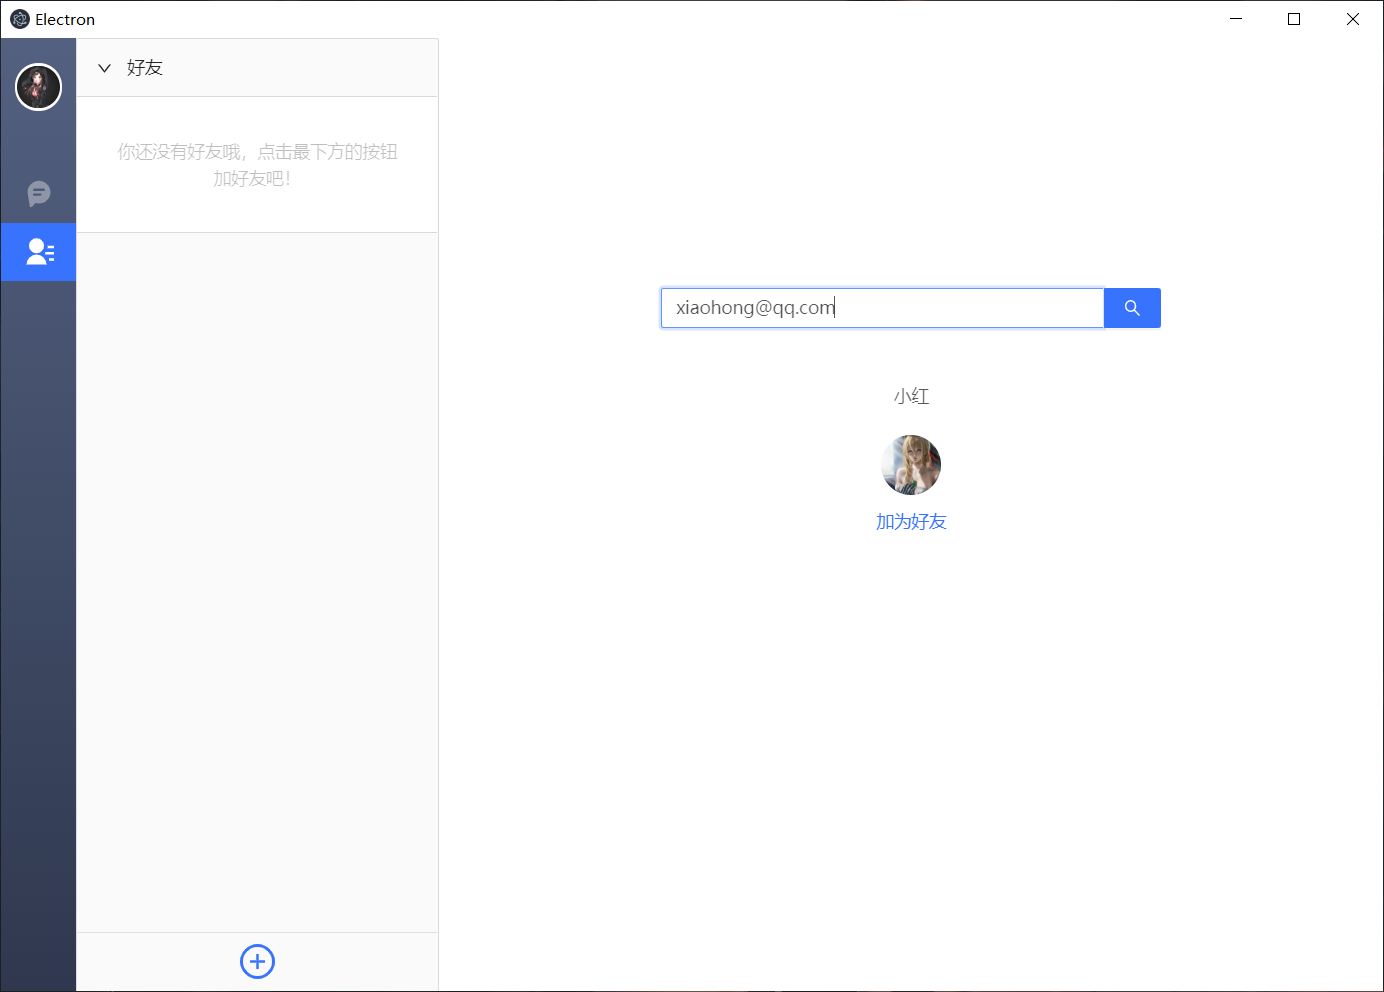 Electron
好友
你还没有好友哦，点击最下方的按钮
加好友吧！
xiaohong@qq.com
小红
加为好友